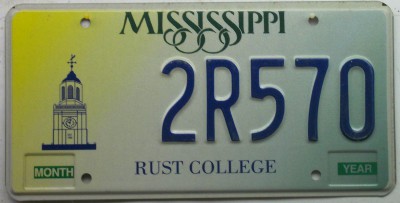 MISSISSIPPI
2R570
MONTH
RUST COLLEGE
YEAR